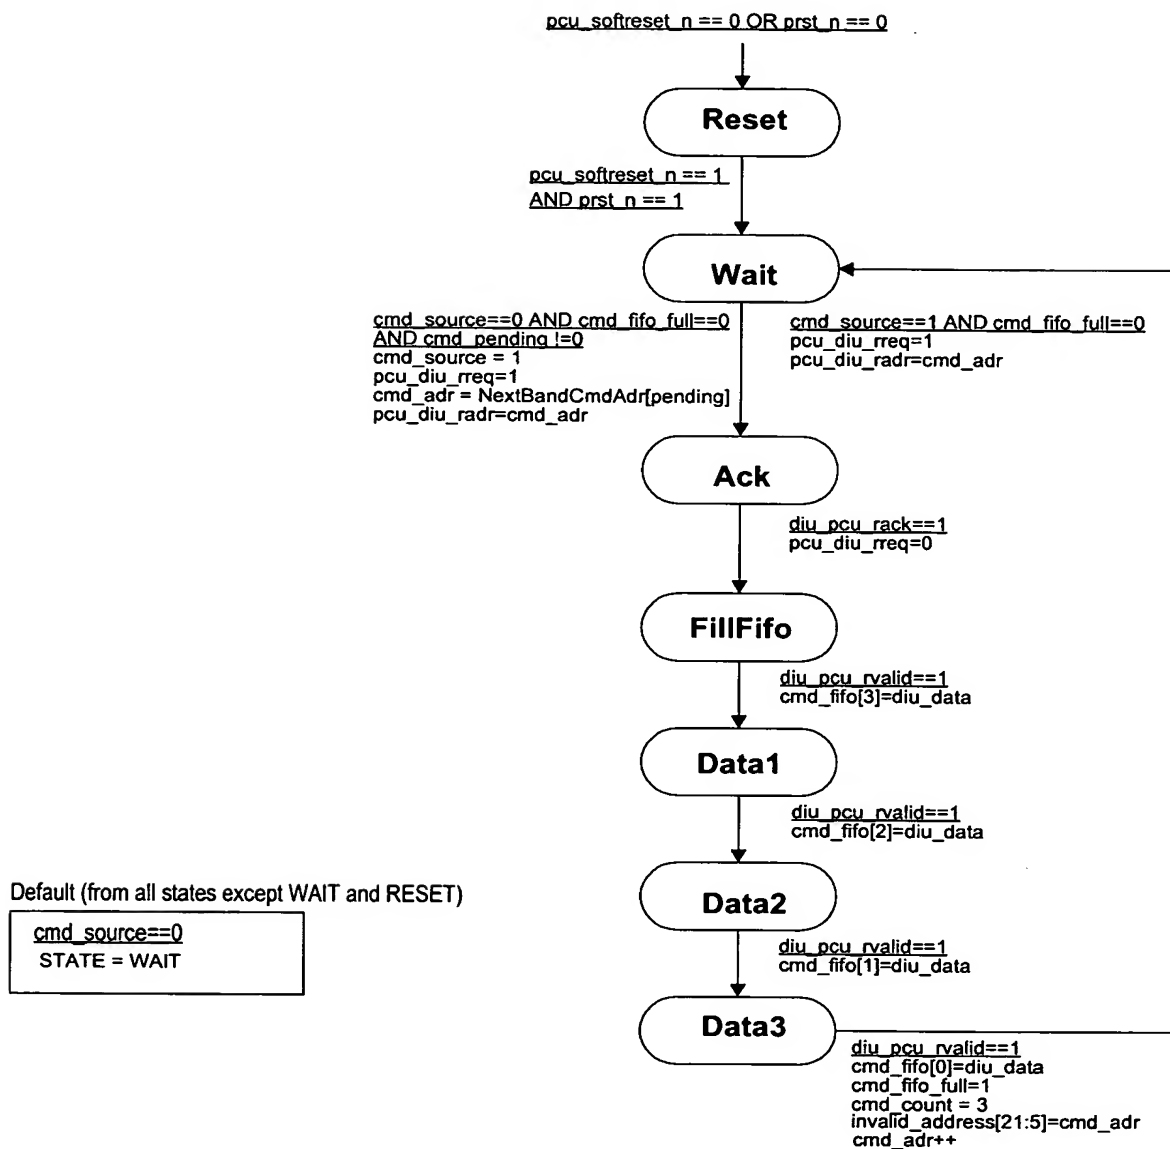 pcu_softreset_n == 0 OR prst_n == 0
Reset
pcu_softreset_n == 1
AND prst_n == 1
Wait
cmd_source==0 AND cmd_fifo_full==0
AND cmd_pending !=0
cmd_source = 1
pcu_diu_rreq=1
cmd_adr = NextBandCmdAdr[pending]
pcu_diu_radr=cmd_adr
cmd_source==1 AND cmd_fifo_full==0
pcu_diu_rreq=1
pcu_diu_radr=cmd_adr
Ack
diu_pcu_rack==1
pcu_diu_rreq=0
FillFifo
diu_pcu_rvalid==1
cmd_fifo[3]=diu_data
Data1
diu_pcu_rvalid==1
cmd_fifo[2]=diu_data
Data2
Default (from all states except WAIT and RESET)
cmd_source==0
STATE = WAIT
diu_pcu_rvalid==1
cmd_fifo[1]=diu_data
Data3
diu_pcu_rvalid==1
cmd_fifo[0]=diu_data
cmd_fifo_full=1
cmd_count = 3
invalid_address[21:5]=cmd_adr
cmd_adr++